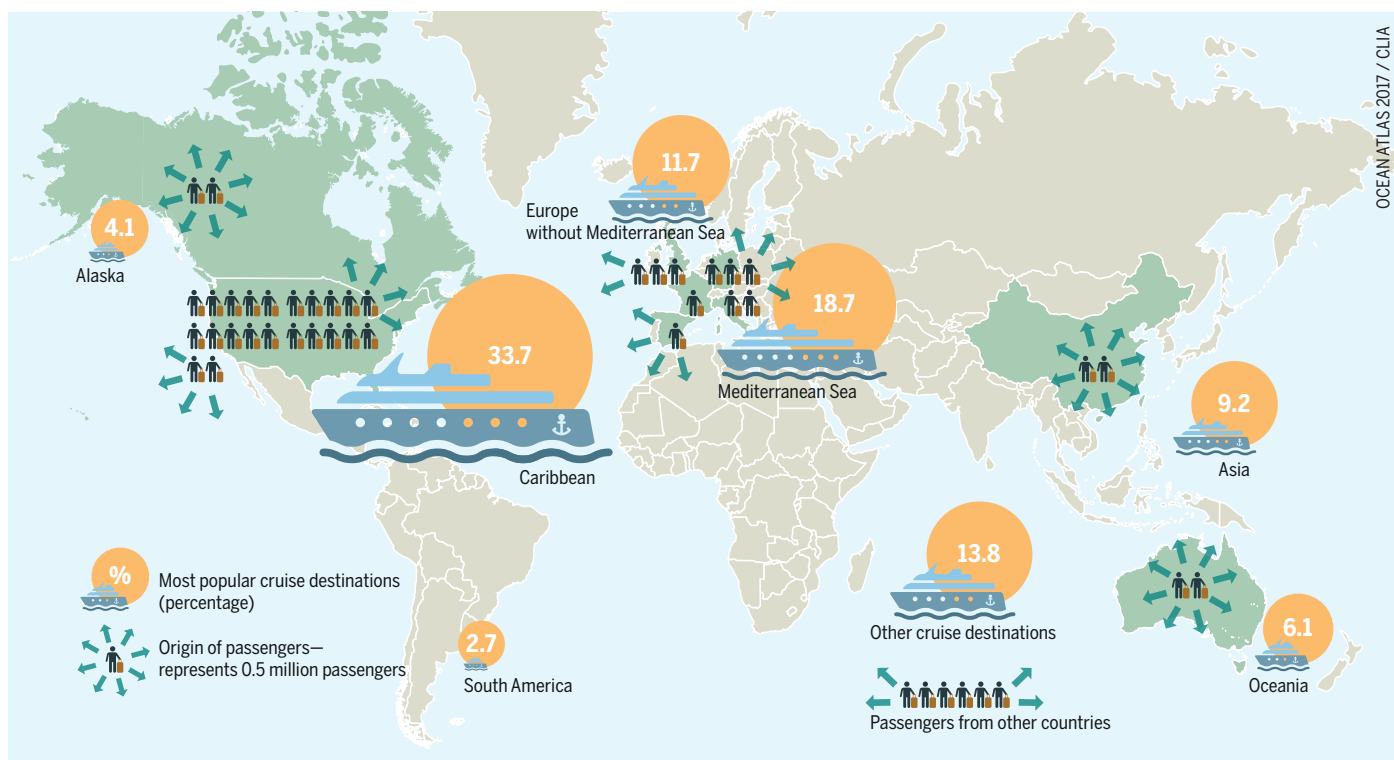 OCEAN ATLAS 2017 / CLIA
11.7
Europe
without Mediterranean Sea
4.1
Alaska
18.7
Mediterranean Sea
33.7
Caribbean
9.2
Asia
13.8
Other cruise destinations
6.1
Oceania
2.7
South America
Passengers from other countries
%
Most popular cruise destinations
(percentage)
Origin of passengers—
represents 0.5 million passengers